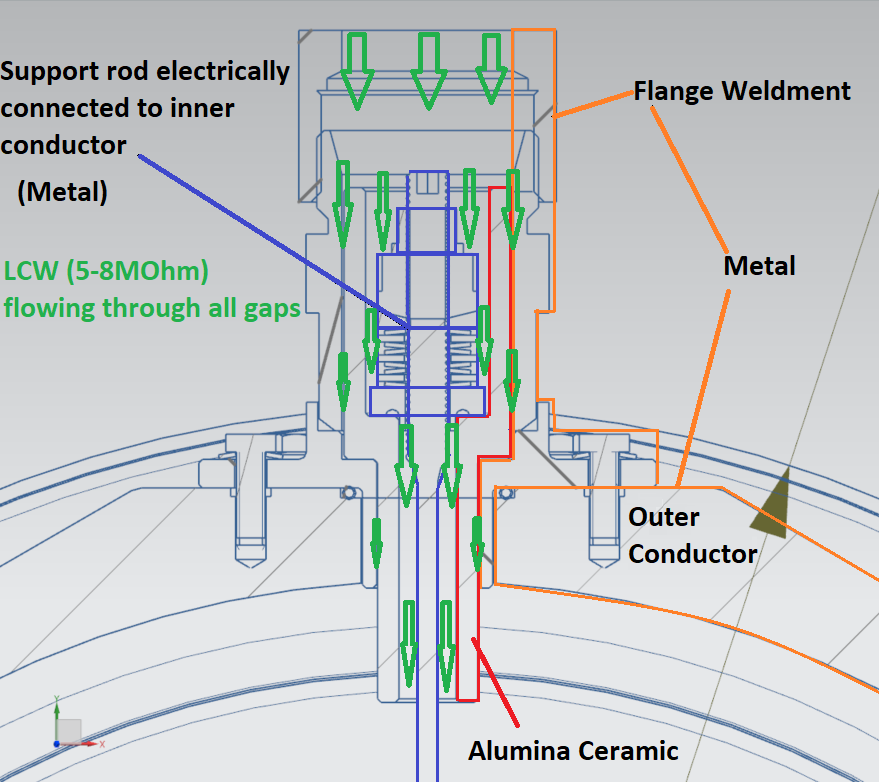 Support rod electrically
connected to inner
conductor
(Metal)
LCW (5-8MOhm)
flowing through all gaps
Flange Weldment
Metal
Outer
Conductor
Alumina Ceramic
Y
X